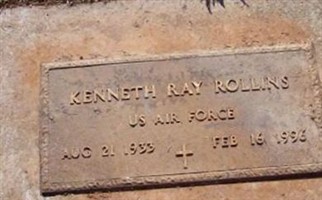 KENNETH RAY ROLLINS
US AIR FORCE
AUG 21 1933 FEB 16 1996